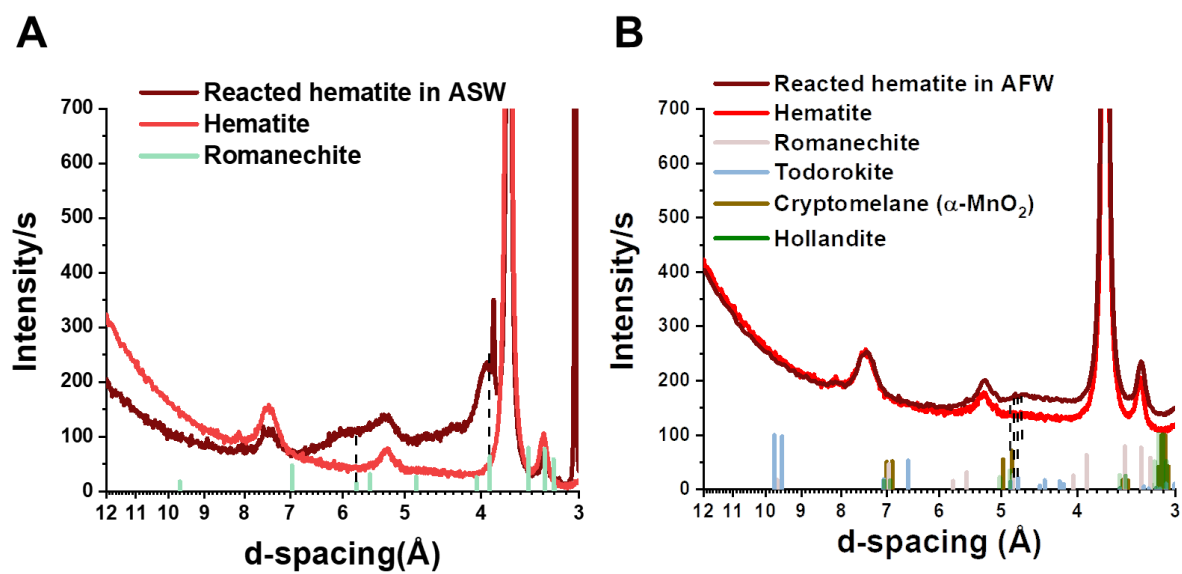 A
Reacted hematite in ASW
Hematite
Romanechite
Intensity/s
700
600
500
400
300
200
100
0
12 11 10 9 8 7 6 5 4 3
d-spacing(Å)
B
Reacted hematite in AFW
Hematite
Romanechite
Todorokite
Cryptomelane (α-MnO₂)
Hollandite
Intensity/s
700
600
500
400
300
200
100
0
12 11 10 9 8 7 6 5 4 3
d-spacing (Å)